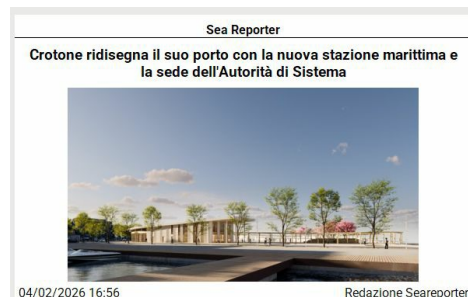 Sea Reporter
Crotone ridisegna il suo porto con la nuova stazione marittima e
la sede dell'Autorità di Sistema
04/02/2026 16:56
Redazione Seareporter